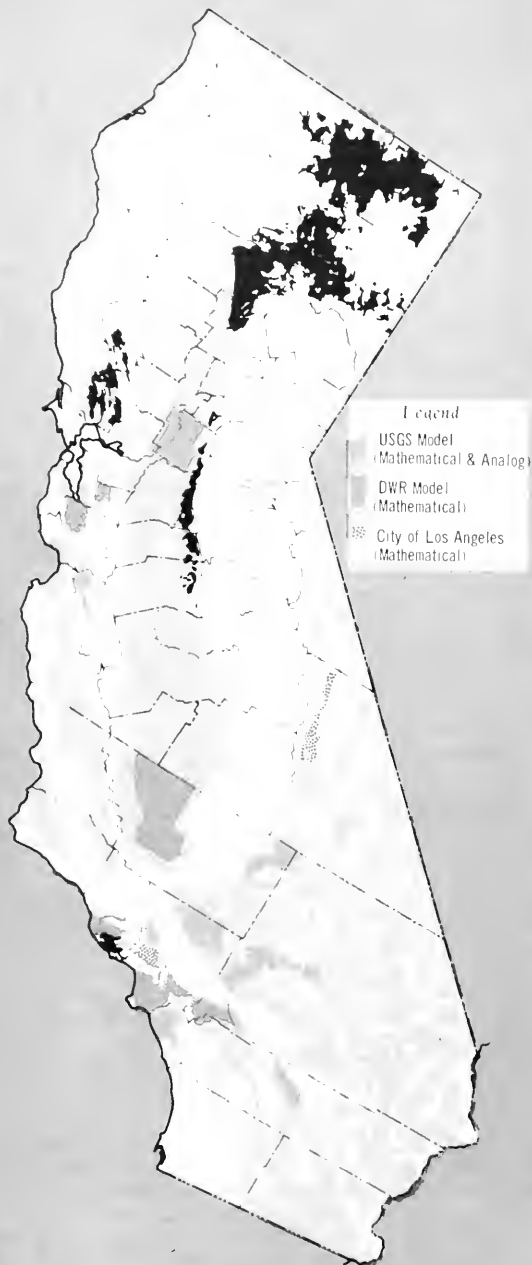 Legend
USGS Model
(Mathematical & Analog)
DWR Model
(Mathematical)
City of Los Angeles
(Mathematical)